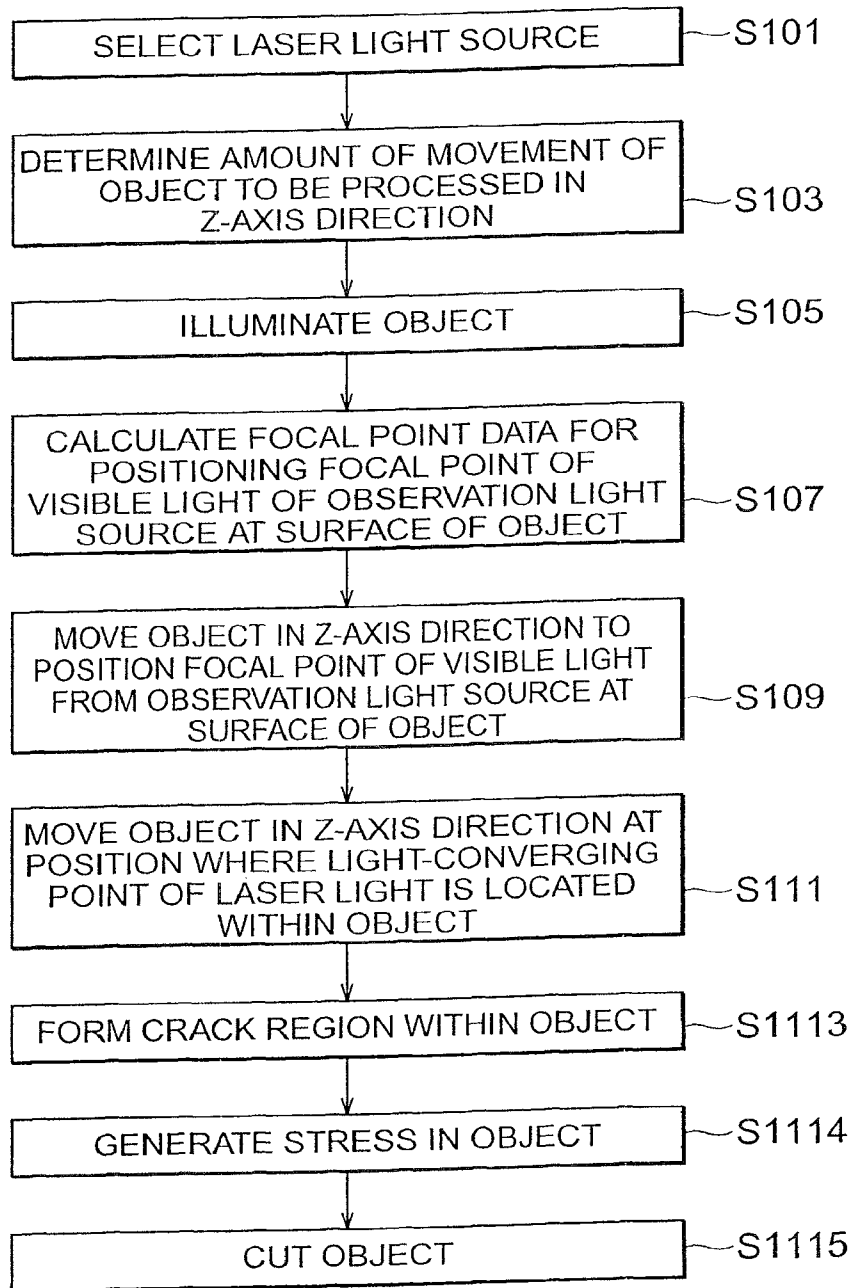 SELECT LASER LIGHT SOURCE
S101
DETERMINE AMOUNT OF MOVEMENT OF
OBJECT TO BE PROCESSED IN
Z-AXIS DIRECTION
S103
ILLUMINATE OBJECT
S105
CALCULATE FOCAL POINT DATA FOR
POSITIONING FOCAL POINT OF
VISIBLE LIGHT OF OBSERVATION LIGHT
SOURCE AT SURFACE OF OBJECT
S107
MOVE OBJECT IN Z-AXIS DIRECTION TO
POSITION FOCAL POINT OF VISIBLE LIGHT
FROM OBSERVATION LIGHT SOURCE AT
SURFACE OF OBJECT
S109
MOVE OBJECT IN Z-AXIS DIRECTION AT
POSITION WHERE LIGHT-CONVERGING
POINT OF LASER LIGHT IS LOCATED
WITHIN OBJECT
S111
FORM CRACK REGION WITHIN OBJECT
S1113
GENERATE STRESS IN OBJECT
S1114
CUT OBJECT
S1115